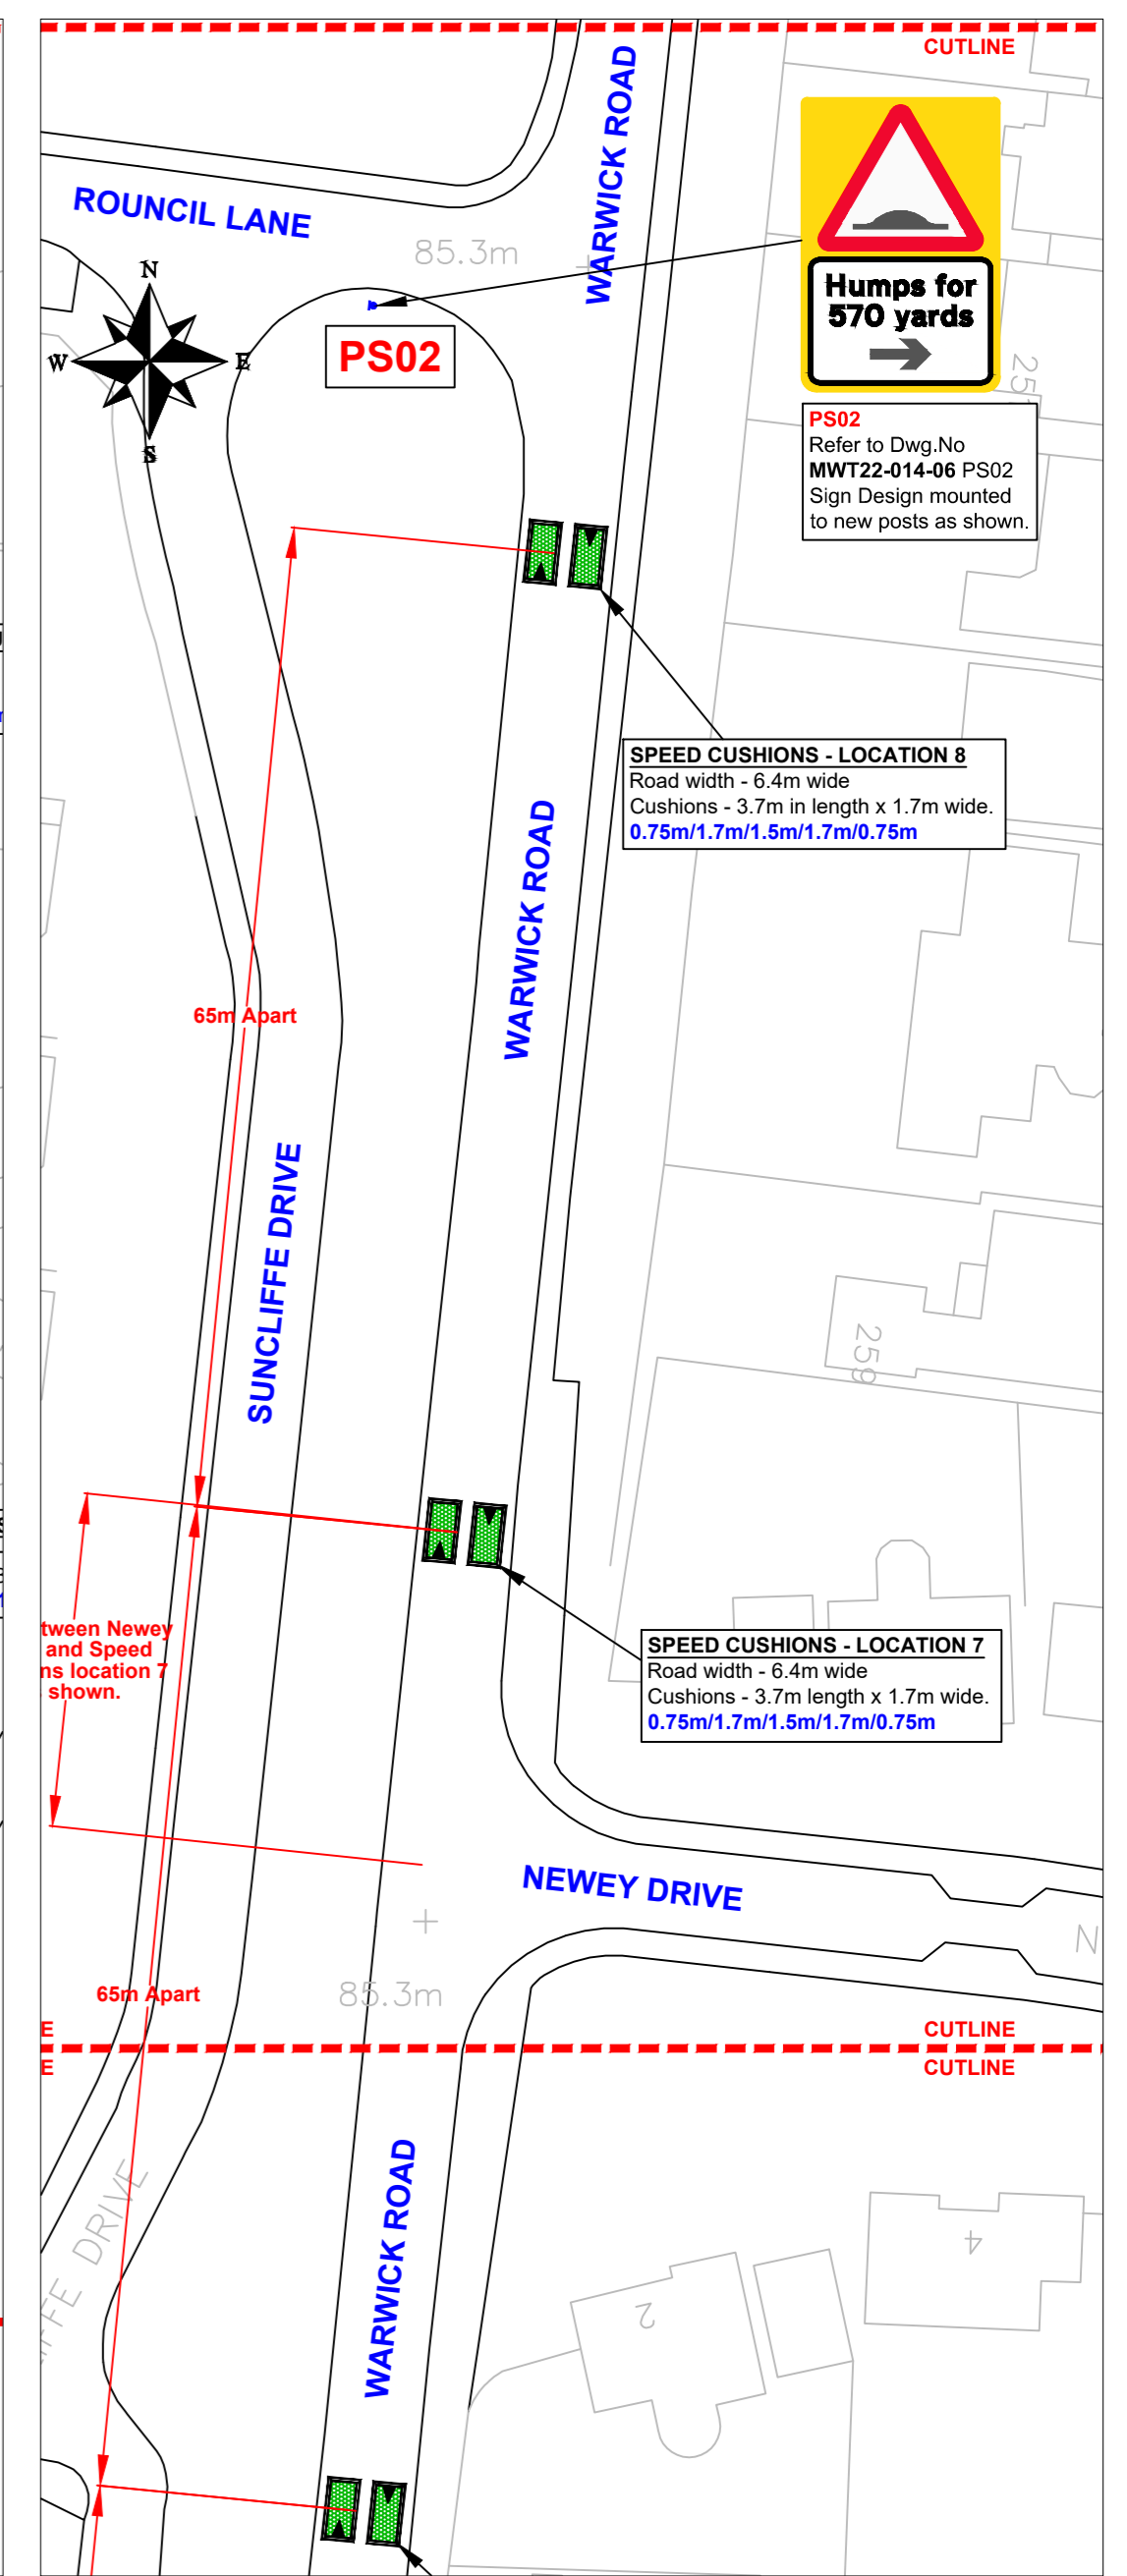 CUTLINE
WARWICK ROAD
ROUNCIL LANE
85.3m
N
W
E
S
PS02
Humps for
570 yards
PS02
Refer to Dwg.No
MWT22-014-06 PS02
Sign Design mounted
to new posts as shown.
SPEED CUSHIONS - LOCATION 8
Road width - 6.4m wide
Cushions - 3.7m in length x 1.7m wide.
0.75m/1.7m/1.5m/1.7m/0.75m
WARWICK ROAD
65m Apart
SUNCLIFFE DRIVE
259
tween Newey
and Speed
ns location 7
shown.
SPEED CUSHIONS - LOCATION 7
Road width - 6.4m wide
Cushions - 3.7m length x 1.7m wide.
0.75m/1.7m/1.5m/1.7m/0.75m
NEWEY DRIVE
N
65m Apart
85.3m
E
CUTLINE
E
CUTLINE
WARWICK ROAD
FFE DRIVE
4
2